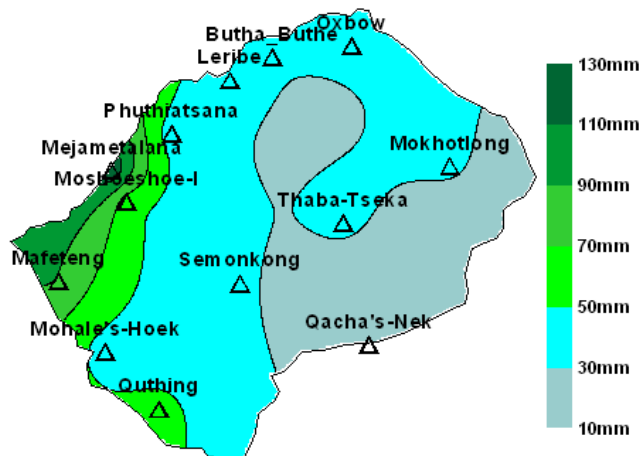 Oxbow
Butha_Buthe
Leribe
Phuthiatsana
Mokhotlong
Mejametalana
Moshoeshoe-I
Thaba-Tseka
Mafeteng
Semonkong
Qacha's-Nek
Mohale's-Hoek
Quthing
130mm
110mm
90mm
70mm
50mm
30mm
10mm